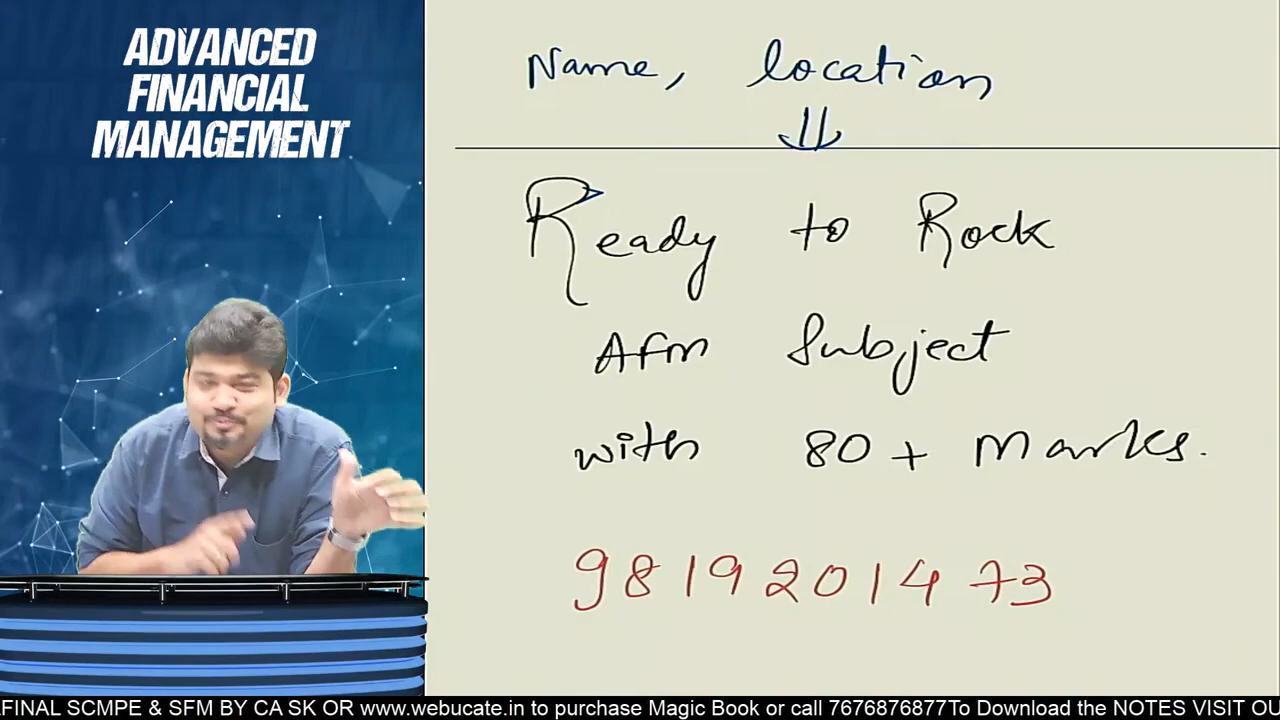 ADVANCED
FINANCIAL
MANAGEMENT
Name, location
Ready to Rock
AFM Subject
with 80 + Marks.
9819201473
FINAL SCMPE & SFM BY CA SK OR www.webucate.in to purchase Magic Book or call 7676876877To Download the NOTES VISIT OU